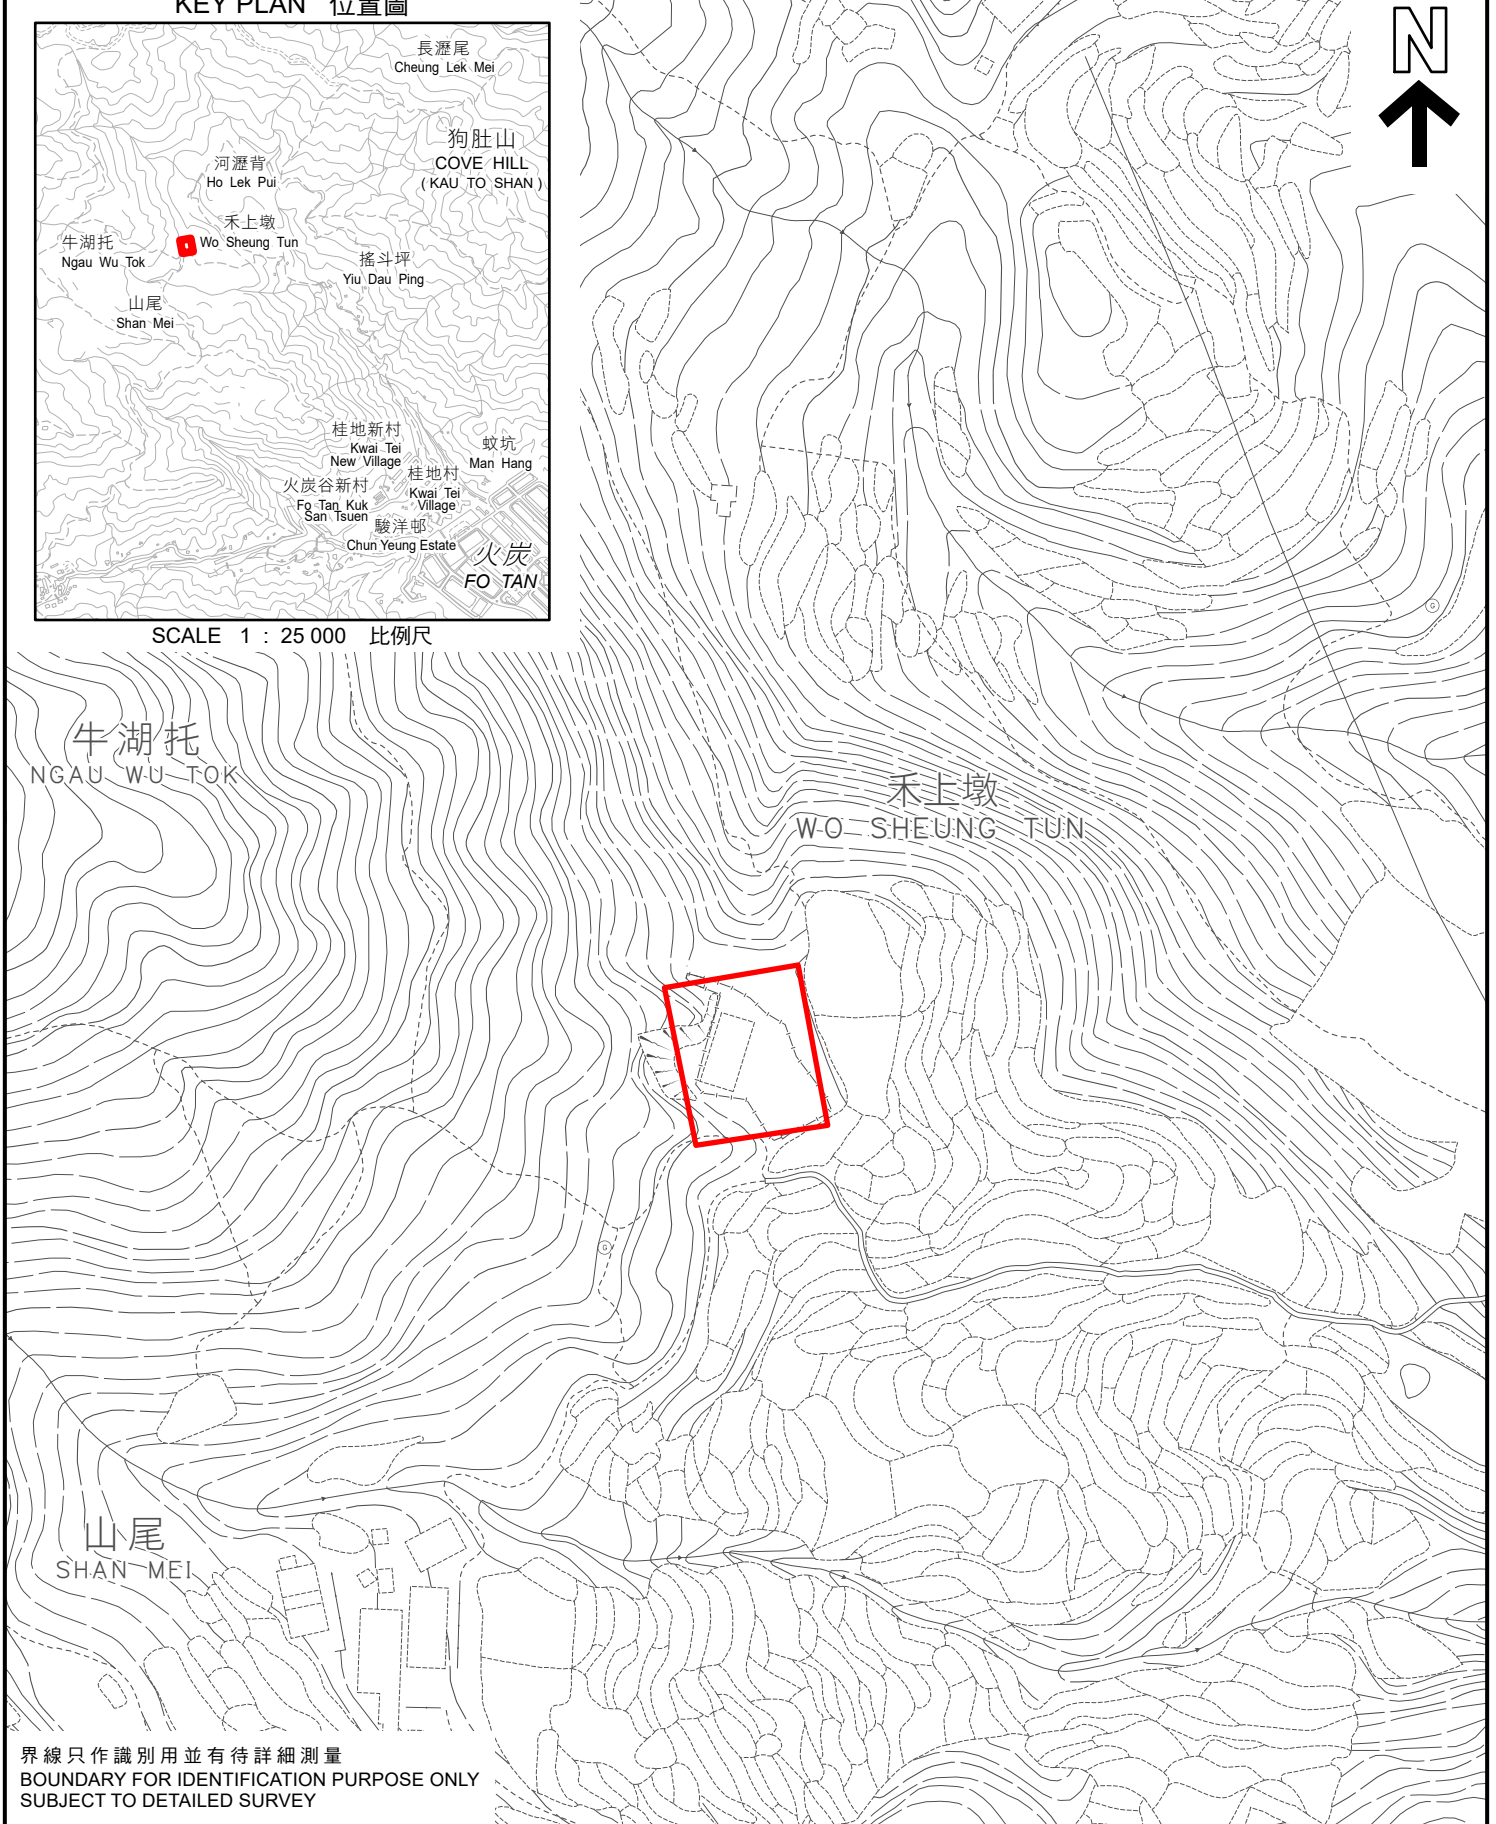 KEY PLAN 位置圖
N
長瀝尾
Cheung Lek Mei
狗肚山
COVE HILL
( KAU TO SHAN )
河瀝背
Ho Lek Pui
禾上墩
Wo Sheung Tun
牛湖托
Ngau Wu Tok
搖斗坪
Yiu Dau Ping
山尾
Shan Mei
桂地新村
Kwai Tei
New Village
蚊坑
Man Hang
桂地村
Kwai Tei
Village
火炭谷新村
Fo Tan Kuk
San Tsuen
駿洋邨
Chun Yeung Estate
火炭
FO TAN
SCALE 1 : 25 000 比例尺
G
牛湖托
NGAU WU TOK
禾上墩
WO SHEUNG TUN
G
山尾
SHAN MEI
界線只作識別用並有待詳細測量
BOUNDARY FOR IDENTIFICATION PURPOSE ONLY
SUBJECT TO DETAILED SURVEY